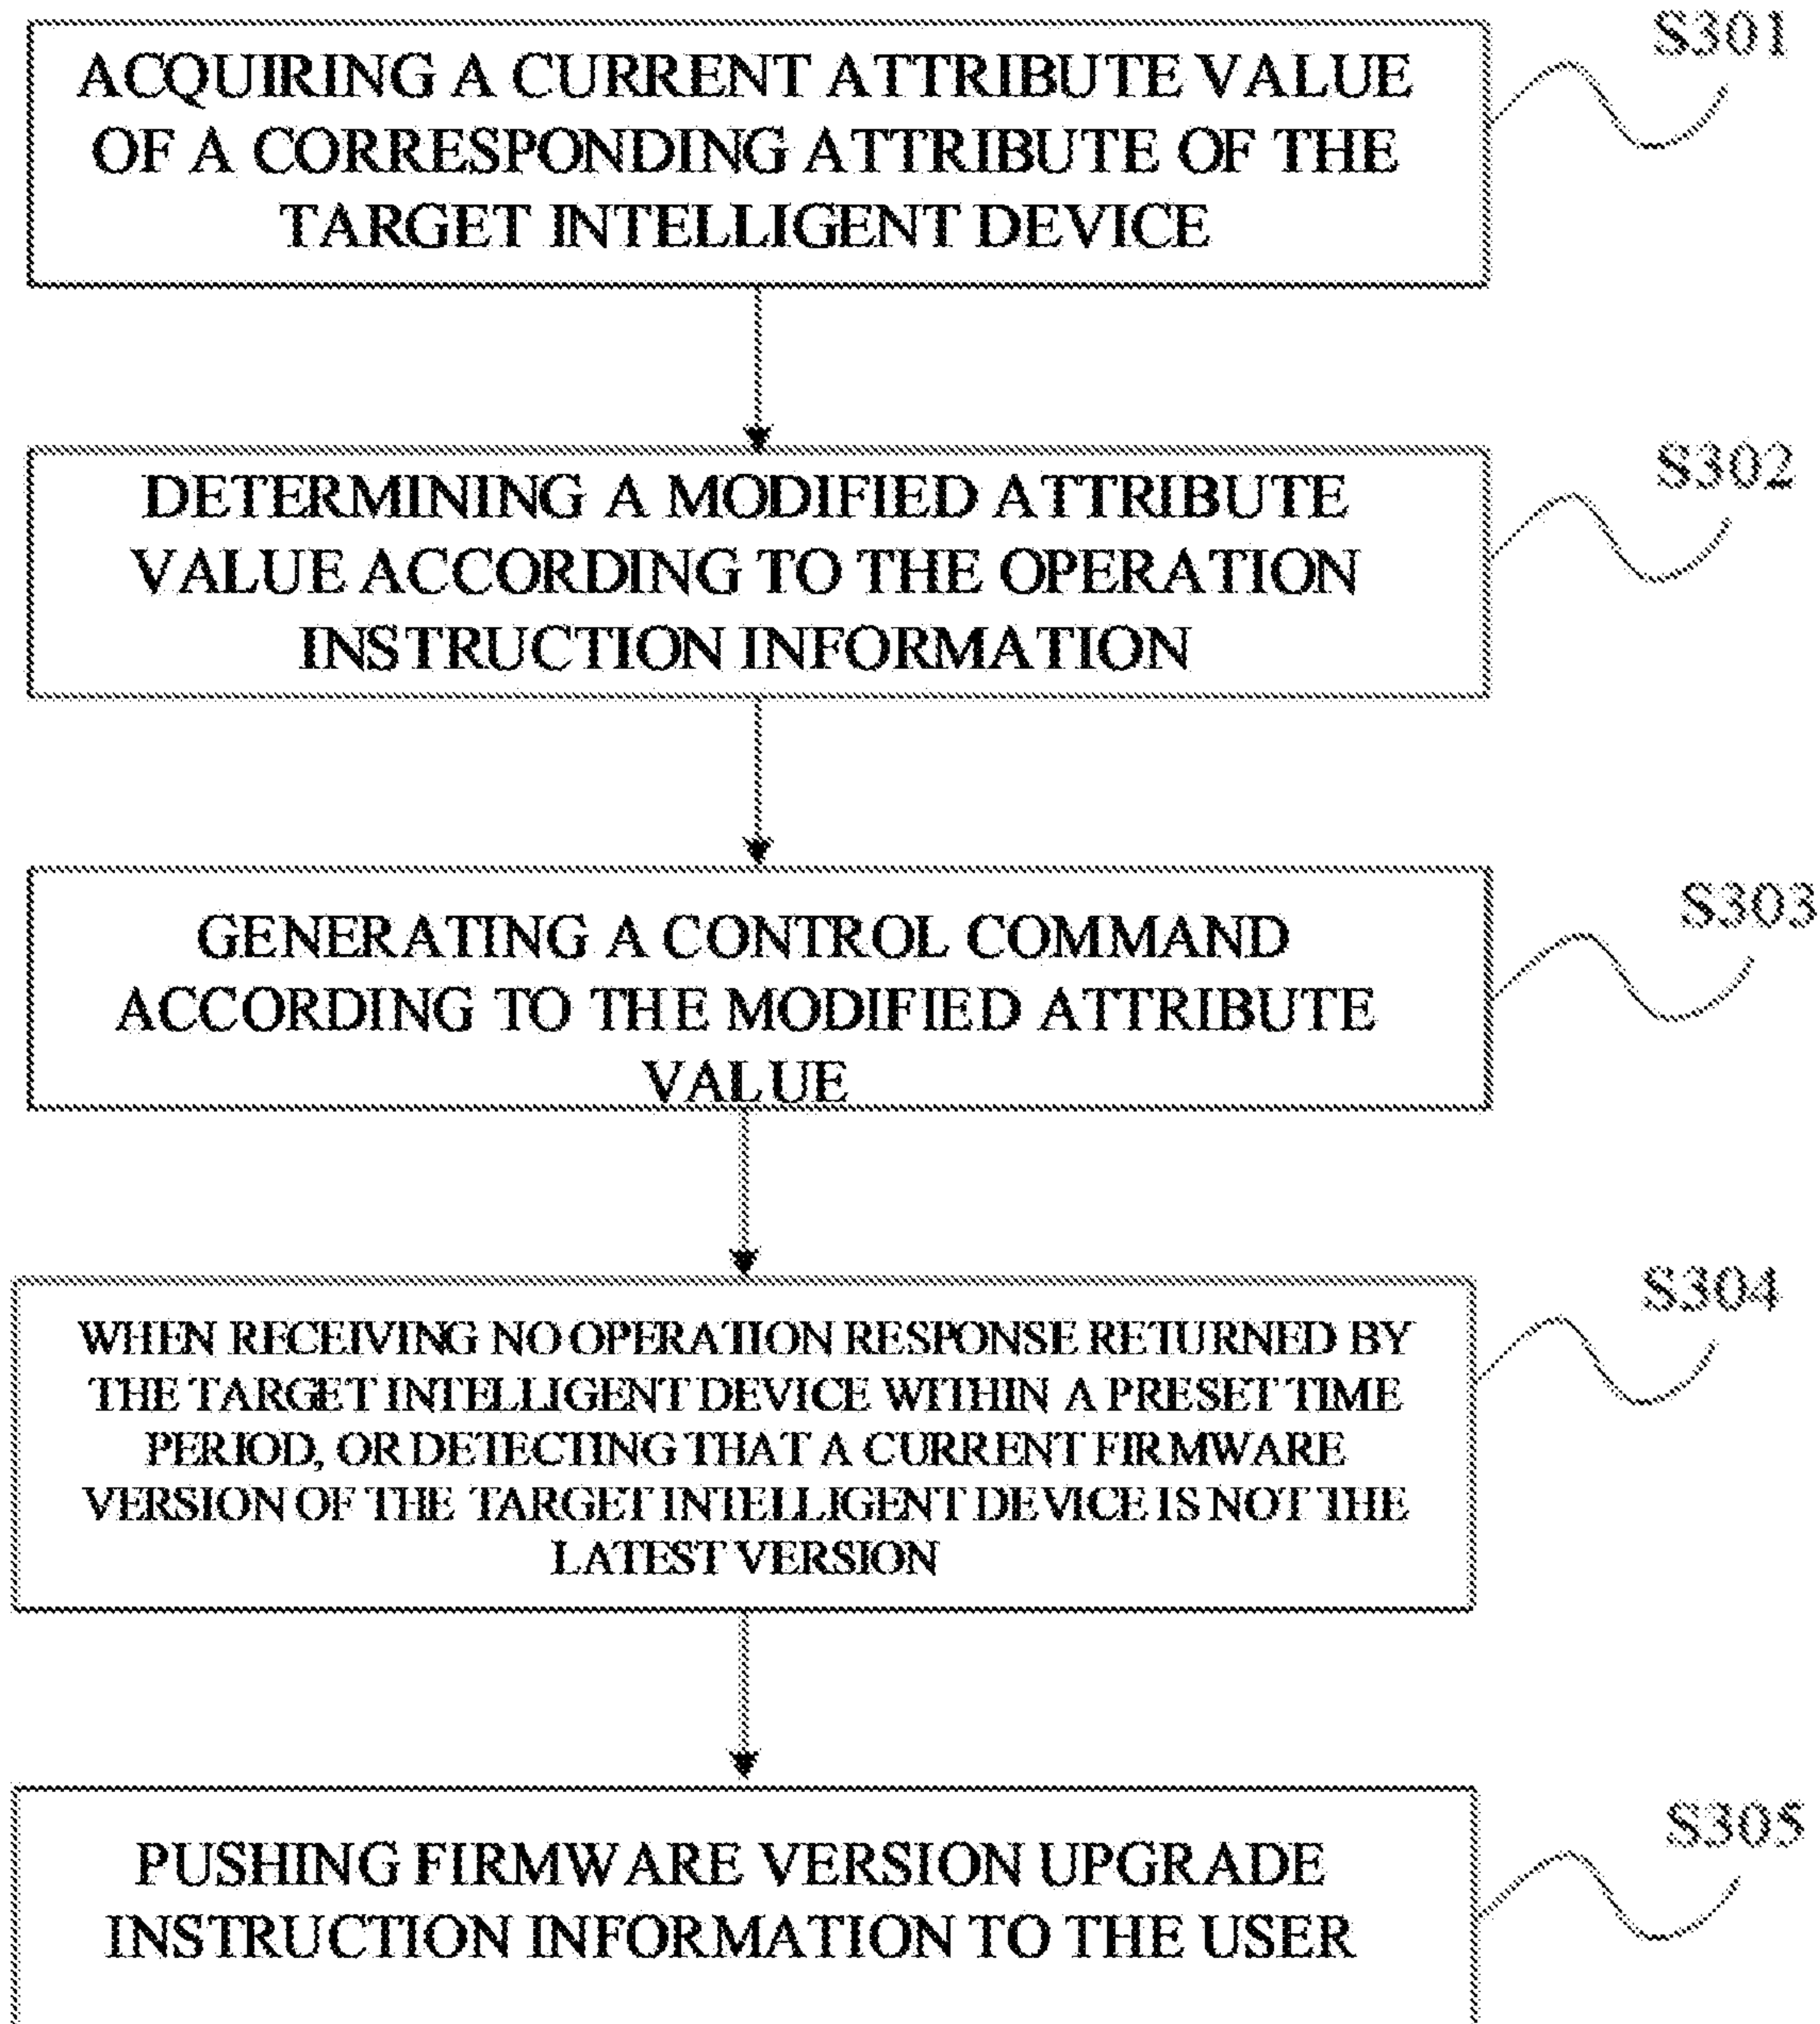 S301
ACQUIRING A CURRENT ATTRIBUTE VALUE
OF A CORRESPONDING ATTRIBUTE OF THE
TARGET INTELLIGENT DEVICE
S302
DETERMINING A MODIFIED ATTRIBUTE
VALUE ACCORDING TO THE OPERATION
INSTRUCTION INFORMATION
S303
GENERATING A CONTROL COMMAND
ACCORDING TO THE MODIFIED ATTRIBUTE
VALUE
S304
WHEN RECEIVING NO OPERATION RESPONSE RETURNED BY
THE TARGET INTELLIGENT DEVICE WITHIN A PRESET TIME
PERIOD, OR DETECTING THAT A CURRENT FIRMWARE
VERSION OF THE TARGET INTELLIGENT DEVICE IS NOT THE
LATEST VERSION
S305
PUSHING FIRMWARE VERSION UPGRADE
INSTRUCTION INFORMATION TO THE USER